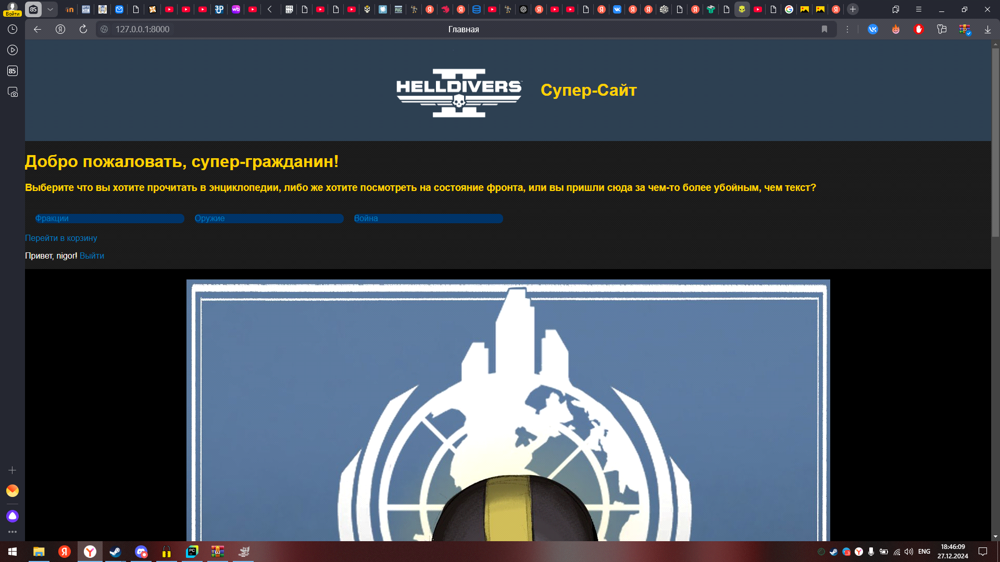 Войти
85
127.0.0.1:8000
Главная
85
HELLDIVERS
II
Супер-Сайт
Добро пожаловать, супер-гражданин!
Выберите что вы хотите прочитать в энциклопедии, либо же хотите посмотреть на состояние фронта, или вы пришли сюда за чем-то более убойным, чем текст?
Фракции
Оружие
Война
Перейти в корзину
Привет, nigor! Выйти
ENG
18:46:09
27.12.2024